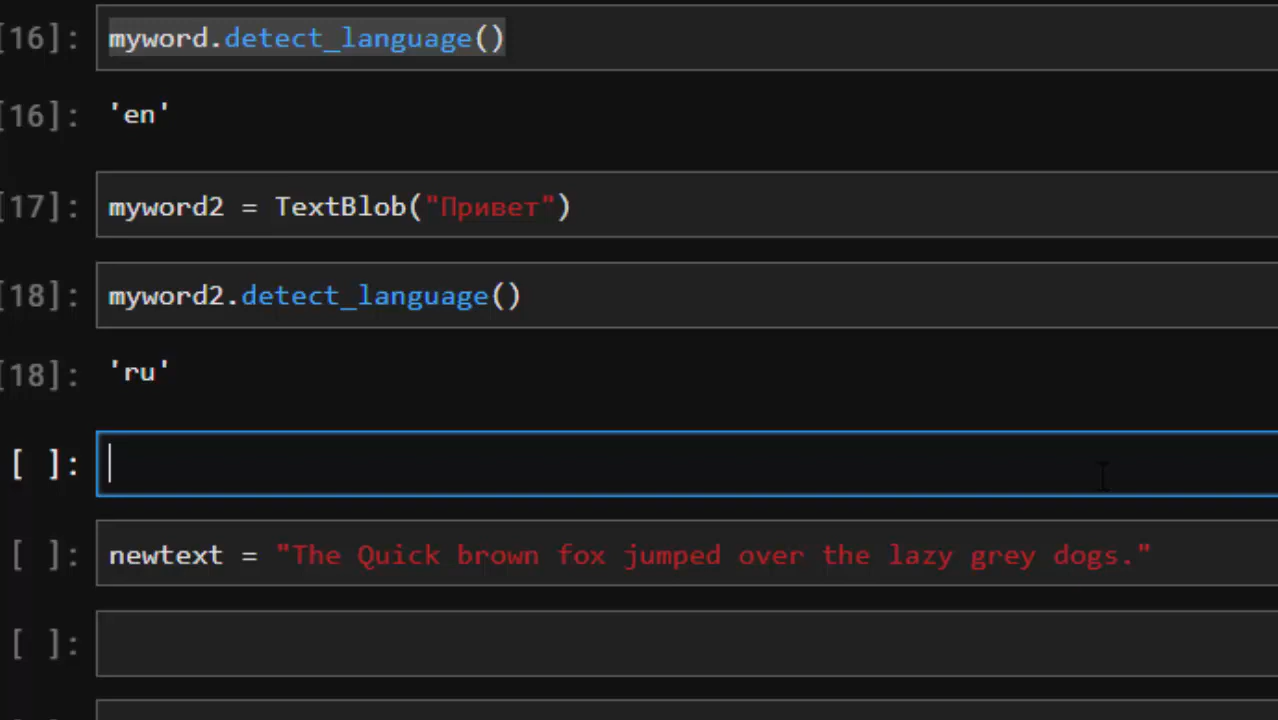 [16]: myword.detect_language()
[16]: 'en'
[17]: myword2 = TextBlob("Привет")
[18]: myword2.detect_language()
[18]: 'ru'
[ ]:
[ ]: newtext = "The Quick brown fox jumped over the lazy grey dogs."
[ ]: